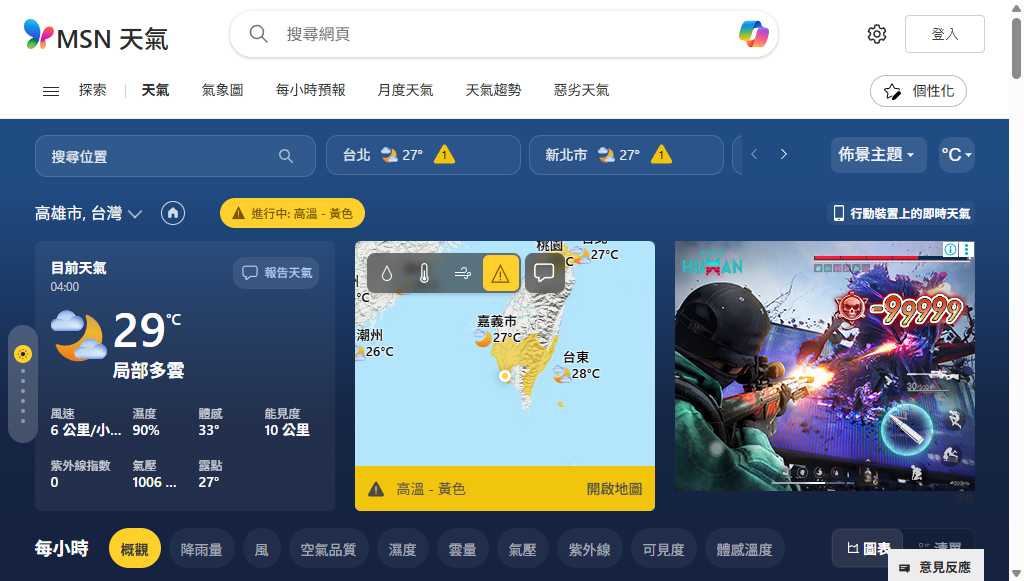 MSN 天氣
搜尋網頁
登入
探索
天氣
氣象圖
每小時預報
月度天氣
天氣趨勢
惡劣天氣
個性化
搜尋位置
台北 27° 1
新北市 27° 1
佈景主題
°C
高雄市, 台灣
進行中: 高溫 - 黃色
行動裝置上的即時天氣
目前天氣
04:00
報告天氣
29°C
局部多雲
風速
6 公里/小...
濕度
90%
體感
33°
能見度
10 公里
紫外線指數
0
氣壓
1006 ...
露點
27°
桃園
27°C
°C
嘉義市
27°C
潮州
26°C
台東
28°C
高溫 - 黃色
開啟地圖
HUMAN
-99999
每小時
概觀
降雨量
風
空氣品質
濕度
雲量
氣壓
紫外線
可見度
體感溫度
圖表
清單
意見反應